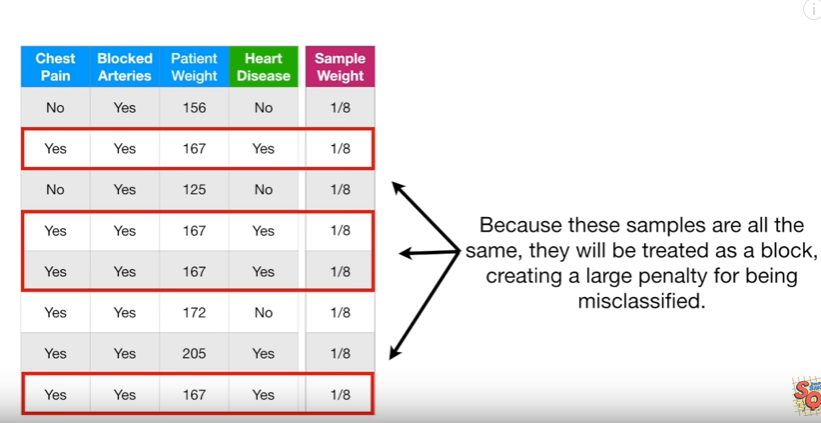 Chest Pain Blocked Arteries Patient Weight Heart Disease Sample Weight
No Yes 156 No 1/8
Yes Yes 167 Yes 1/8
No Yes 125 No 1/8
Yes Yes 167 Yes 1/8
Yes Yes 167 Yes 1/8
Yes Yes 172 No 1/8
Yes Yes 205 Yes 1/8
Yes Yes 167 Yes 1/8
Because these samples are all the
same, they will be treated as a block,
creating a large penalty for being
misclassified.